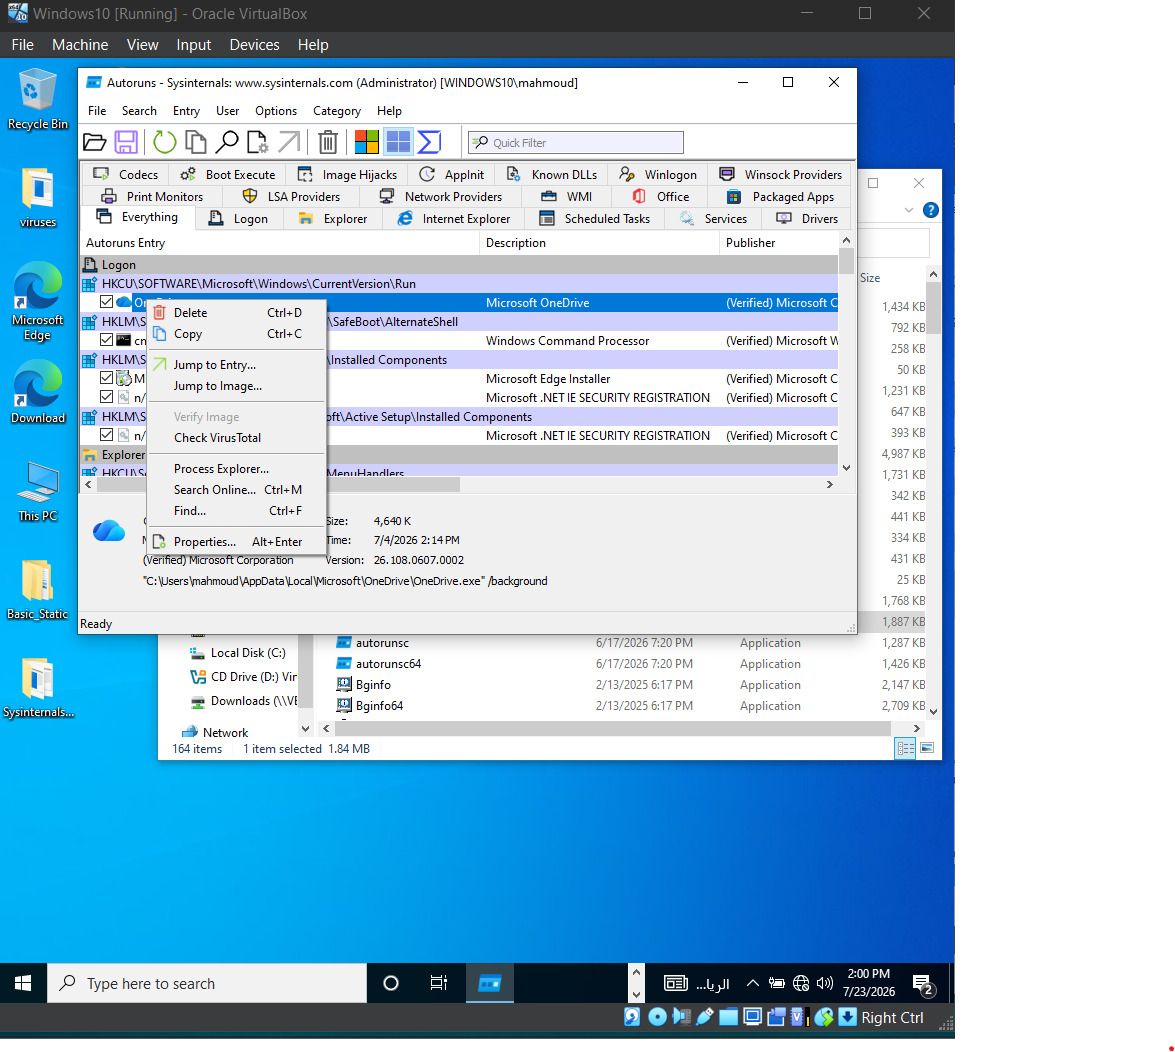 Windows10 [Running] - Oracle VirtualBox
File Machine View Input Devices Help
Recycle Bin
viruses
Microsoft Edge
Download
This PC
Basic_Static
Sysinternals...
Autoruns - Sysinternals: www.sysinternals.com (Administrator) [WINDOWS10\mahmoud]
File Search Entry User Options Category Help
Quick Filter
Codecs Boot Execute Image Hijacks AppInit Known DLLs Winlogon Winsock Providers
Print Monitors LSA Providers Network Providers WMI Office Packaged Apps
Everything Logon Explorer Internet Explorer Scheduled Tasks Services Drivers
Autoruns Entry Description Publisher
Logon
HKCU\SOFTWARE\Microsoft\Windows\CurrentVersion\Run
Microsoft OneDrive (Verified) Microsoft C
HKLM\S \SafeBoot\AlternateShell
cn Windows Command Processor (Verified) Microsoft W
HKLM\S \Installed Components
M Microsoft Edge Installer (Verified) Microsoft C
n/ Microsoft .NET IE SECURITY REGISTRATION (Verified) Microsoft C
HKLM\S oft\Active Setup\Installed Components
n/ Microsoft .NET IE SECURITY REGISTRATION (Verified) Microsoft C
Explorer
HKCU\S MenuHandlers
Delete Ctrl+D
Copy Ctrl+C
Jump to Entry...
Jump to Image...
Verify Image
Check VirusTotal
Process Explorer...
Search Online... Ctrl+M
Find... Ctrl+F
Properties... Alt+Enter
Size: 4,640 K
Time: 7/4/2026 2:14 PM
(Verified) Microsoft Corporation Version: 26.108.0607.0002
"C:\Users\mahmoud\AppData\Local\Microsoft\OneDrive\OneDrive.exe" /background
Ready
Size
1,434 KB
792 KB
258 KB
50 KB
1,231 KB
647 KB
393 KB
4,987 KB
1,731 KB
342 KB
441 KB
334 KB
431 KB
25 KB
1,768 KB
1,887 KB
autorunsc 6/17/2026 7:20 PM Application 1,287 KB
autorunsc64 6/17/2026 7:20 PM Application 1,426 KB
Bginfo 2/13/2025 6:17 PM Application 2,147 KB
Bginfo64 2/13/2025 6:17 PM Application 2,709 KB
Local Disk (C:)
CD Drive (D:) Vir
Downloads (\\VE
Network
164 items 1 item selected 1.84 MB
Type here to search
الريا...
2:00 PM
7/23/2026
2
Right Ctrl